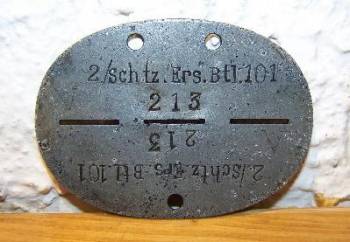 2/Schtz. Ers. Btl. 101
213
213
2/Schtz. Ers. Btl. 101